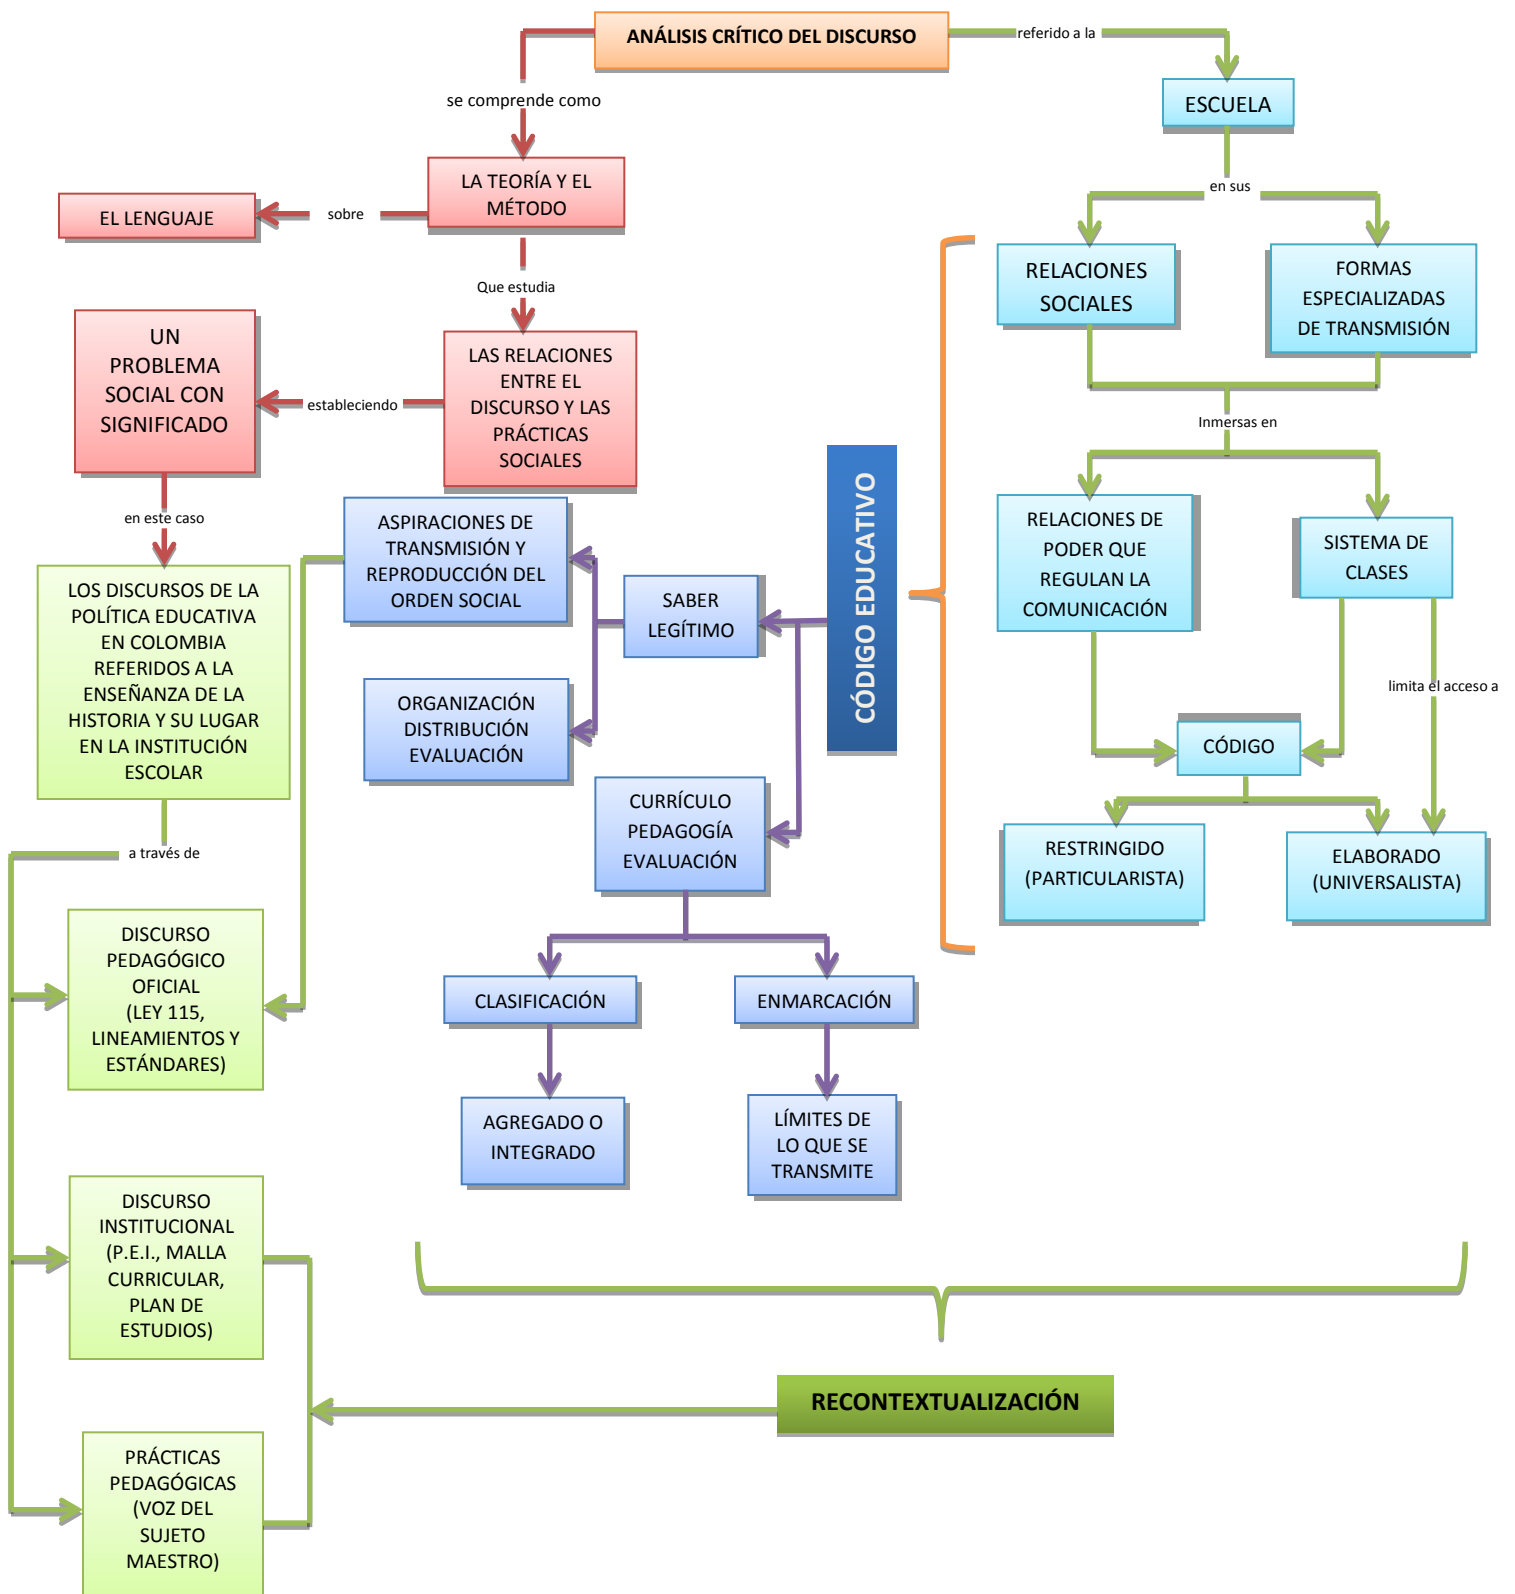 ANÁLISIS CRÍTICO DEL DISCURSO
referido a la
ESCUELA
se comprende como
LA TEORÍA Y EL
MÉTODO
sobre
EL LENGUAJE
Que estudia
LAS RELACIONES
ENTRE EL
DISCURSO Y LAS
PRÁCTICAS
SOCIALES
estableciendo
UN
PROBLEMA
SOCIAL CON
SIGNIFICADO
en este caso
LOS DISCURSOS DE LA
POLÍTICA EDUCATIVA
EN COLOMBIA
REFERIDOS A LA
ENSEÑANZA DE LA
HISTORIA Y SU LUGAR
EN LA INSTITUCIÓN
ESCOLAR
a través de
DISCURSO
PEDAGÓGICO
OFICIAL
(LEY 115,
LINEAMIENTOS Y
ESTÁNDARES)
DISCURSO
INSTITUCIONAL
(P.E.I., MALLA
CURRICULAR,
PLAN DE
ESTUDIOS)
PRÁCTICAS
PEDAGÓGICAS
(VOZ DEL
SUJETO
MAESTRO)
en sus
RELACIONES
SOCIALES
FORMAS
ESPECIALIZADAS
DE TRANSMISIÓN
Inmersas en
RELACIONES DE
PODER QUE
REGULAN LA
COMUNICACIÓN
SISTEMA DE
CLASES
limita el acceso a
CÓDIGO
RESTRINGIDO
(PARTICULARISTA)
ELABORADO
(UNIVERSALISTA)
CÓDIGO EDUCATIVO
SABER
LEGÍTIMO
ASPIRACIONES DE
TRANSMISIÓN Y
REPRODUCCIÓN DEL
ORDEN SOCIAL
ORGANIZACIÓN
DISTRIBUCIÓN
EVALUACIÓN
CURRÍCULO
PEDAGOGÍA
EVALUACIÓN
CLASIFICACIÓN
ENMARCACIÓN
AGREGADO O
INTEGRADO
LÍMITES DE
LO QUE SE
TRANSMITE
RECONTEXTUALIZACIÓN